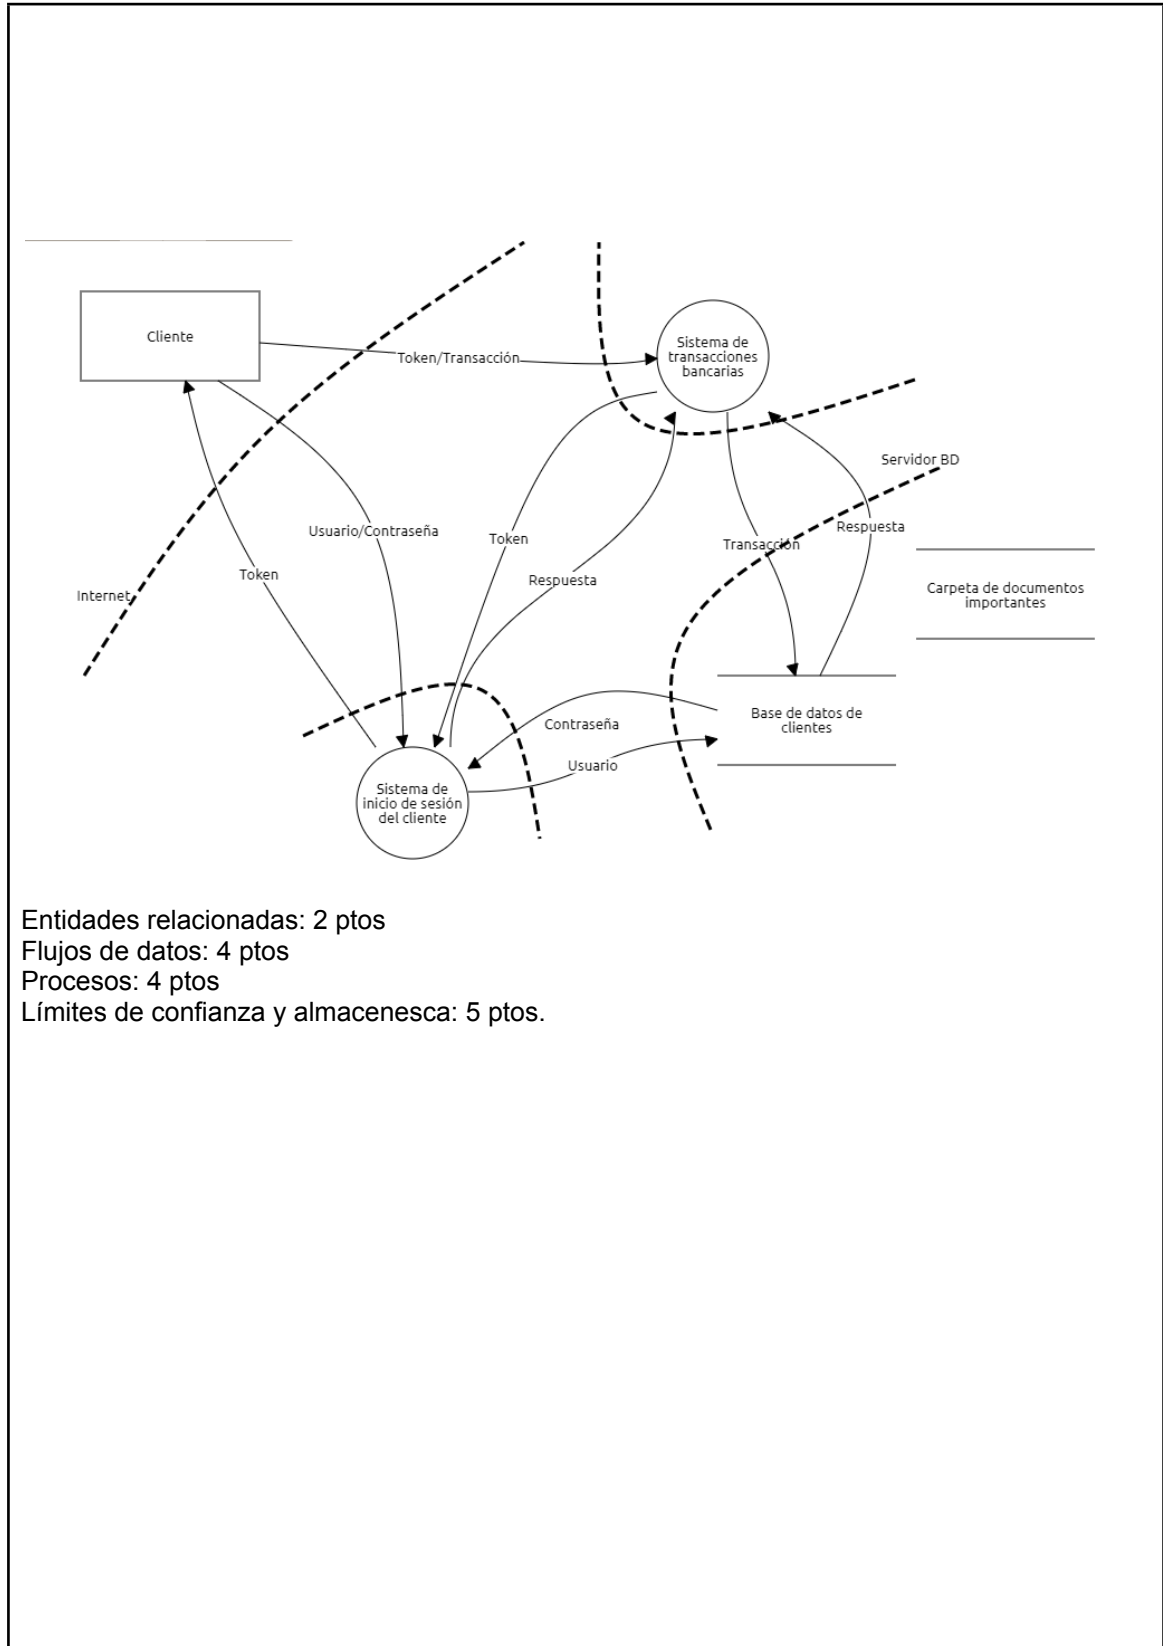 Cliente
Sistema de
transacciones
bancarias
Token/Transacción
Servidor BD
Usuario/Contraseña
Token
Respuesta
Transacción
Respuesta
Token
Internet
Carpeta de documentos
importantes
Contraseña
Base de datos de
clientes
Usuario
Sistema de
inicio de sesión
del cliente
Entidades relacionadas: 2 ptos
Flujos de datos: 4 ptos
Procesos: 4 ptos
Límites de confianza y almacenesca: 5 ptos.